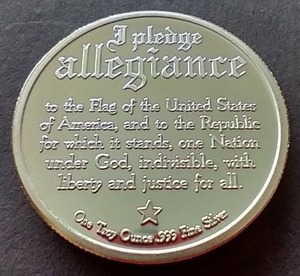 I pledge
allegiance
to the Flag of the United States
of America, and to the Republic
for which it stands, one Nation
under God, indivisible, with
liberty and justice for all.
One Troy Ounce .999 Fine Silver